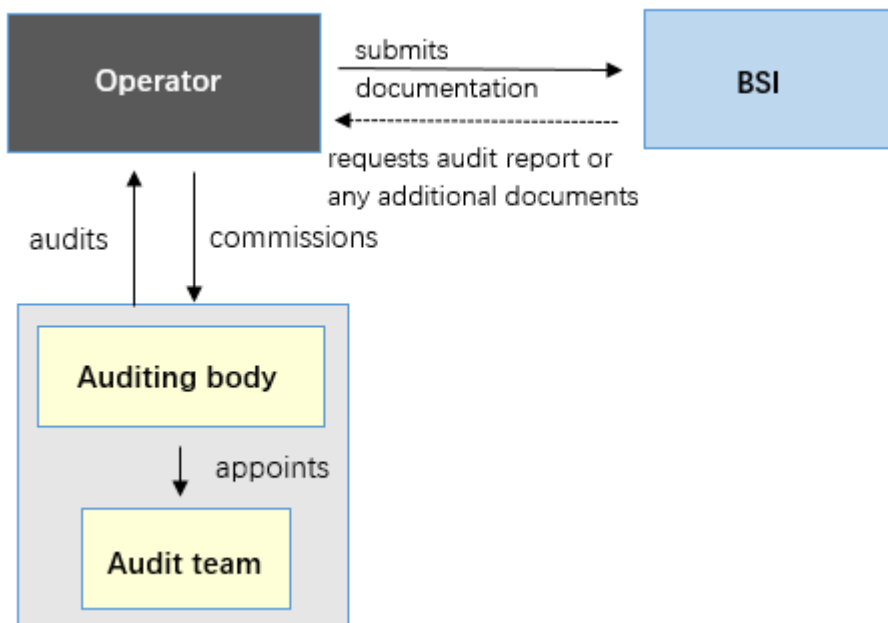 Operator
submits
documentation
BSI
requests audit report or
any additional documents
audits
commissions
Auditing body
appoints
Audit team